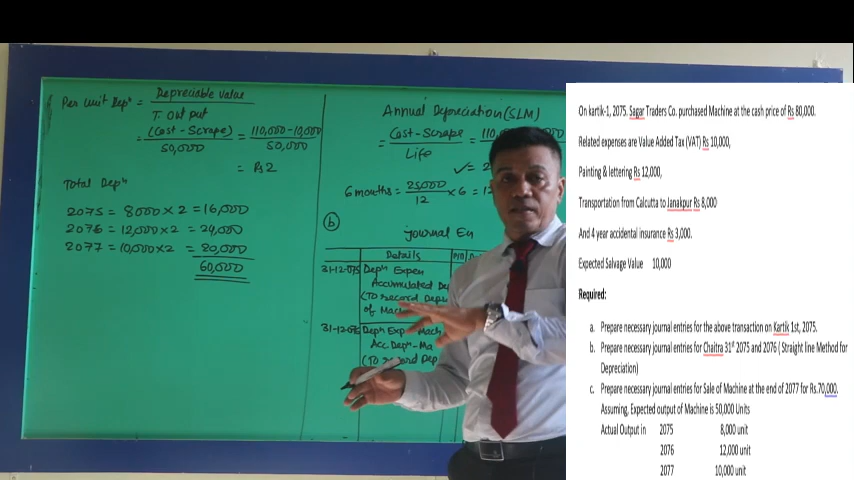 Per Unit Depⁿ = Depreciable Value
T. Out put
= (Cost - Scrape) = 110,000 - 10,000
50,000 50,000
= Rs 2
Total Depⁿ
2075 = 8000 × 2 = 16,000
2076 = 12,000 × 2 = 24,000
2077 = 10,000 × 2 = 20,000
60,000
Annual Depreciation (SLM)
= Cost - Scrape =
Life
6 mouths = 25,000 × 6 =
12
(b)
Journal En
Details
31-12-075 Depⁿ Expen
Accumulated De
(To record Depre
of Mach
Depⁿ Exp Mach
Acc Depⁿ - Ma
(To record Dep
On kartik-1, 2075. Sagar Traders Co. purchased Machine at the cash price of Rs 80,000.
Related expenses are Value Added Tax (VAT) Rs 10,000,
Painting & lettering Rs 12,000,
Transportation from Calcutta to Janakpur Rs 8,000
And 4 year accidental insurance Rs 3,000.
Expected Salvage Value 10,000
Required:
a. Prepare necessary journal entries for the above transaction on Kartik 1st, 2075.
b. Prepare necessary journal entries for Chaitra 31st 2075 and 2076 ( Straight line Method for
Depreciation)
c. Prepare necessary journal entries for Sale of Machine at the end of 2077 for Rs.70,000.
Assuming, Expected output of Machine is 50,000 Units
Actual Output in 2075 8,000 unit
2076 12,000 unit
2077 10,000 unit